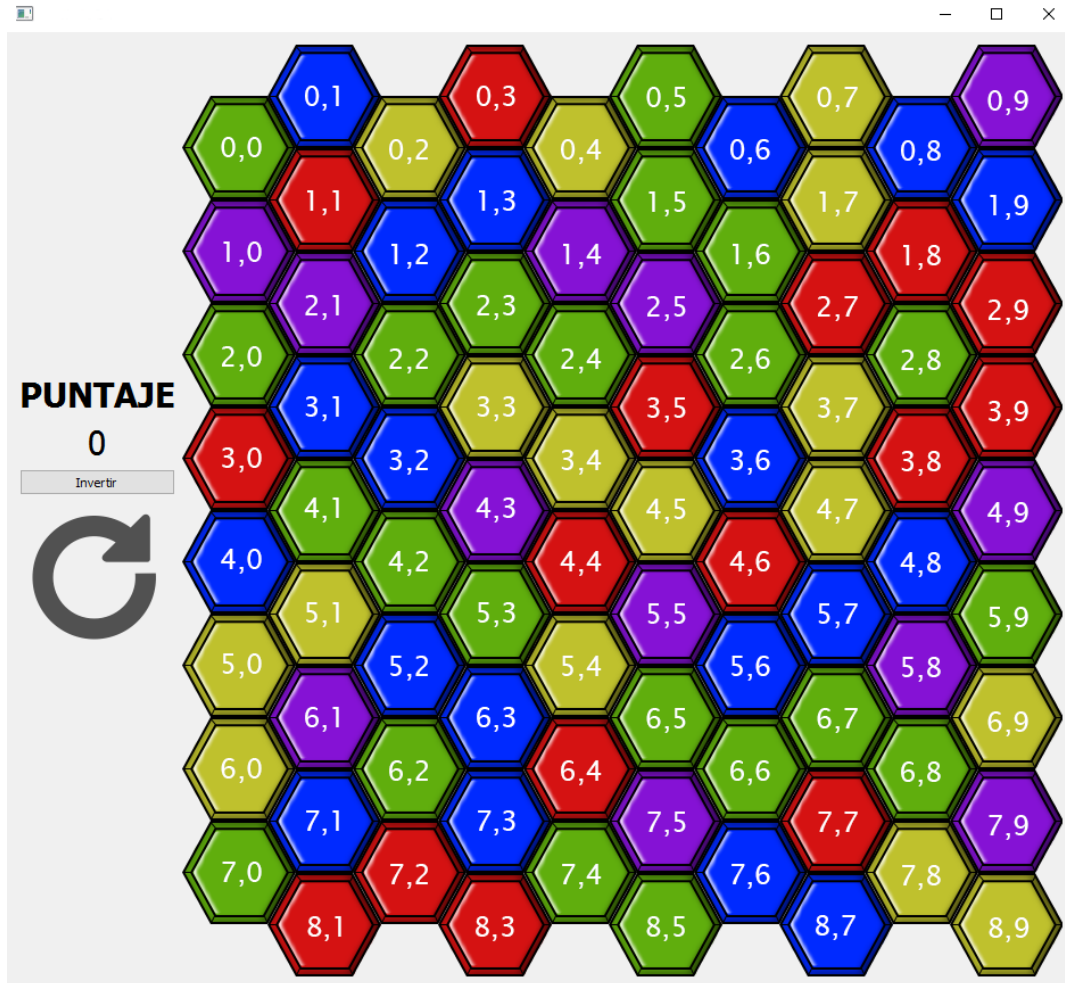 0,1 0,3 0,5 0,7 0,9
0,0 0,2 0,4 0,6 0,8
1,1 1,3 1,5 1,7 1,9
1,0 1,2 1,4 1,6 1,8
2,1 2,3 2,5 2,7 2,9
2,0 2,2 2,4 2,6 2,8
PUNTAJE
3,1 3,3 3,5 3,7 3,9
0
3,0 3,2 3,4 3,6 3,8
Invertir
4,1 4,3 4,5 4,7 4,9
4,0 4,2 4,4 4,6 4,8
5,1 5,3 5,5 5,7 5,9
5,0 5,2 5,4 5,6 5,8
6,1 6,3 6,5 6,7 6,9
6,0 6,2 6,4 6,6 6,8
7,1 7,3 7,5 7,7 7,9
7,0 7,2 7,4 7,6 7,8
8,1 8,3 8,5 8,7 8,9